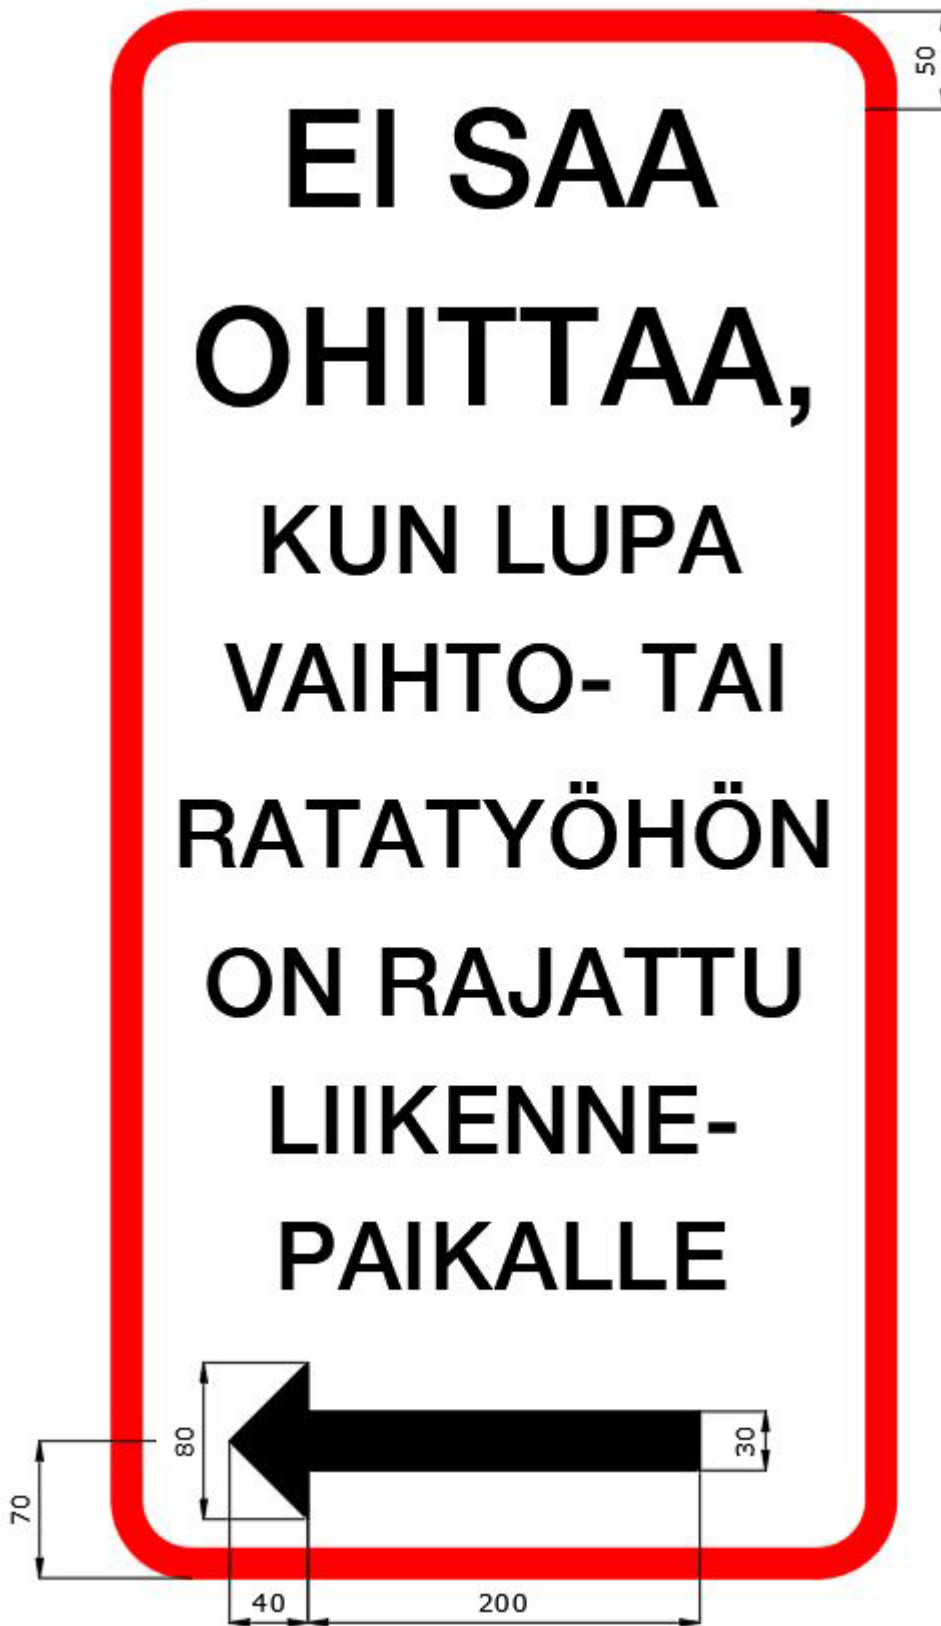 50
EI SAA
OHITTAA,
KUN LUPA
VAIHTO- TAI
RATATYÖHÖN
ON RAJATTU
LIIKENNE-
PAIKALLE
80
30
70
40
200